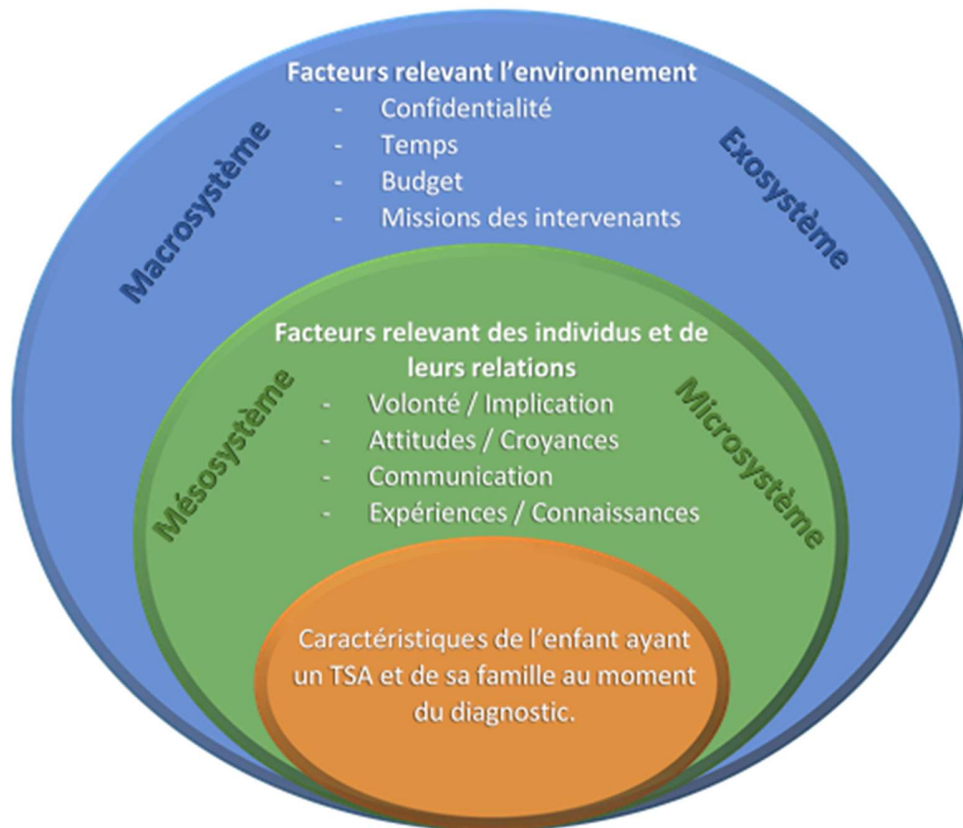 Facteurs relevant l'environnement
- Confidentialité
- Temps
- Budget
- Missions des intervenants
Macrosystème
Exosystème
Facteurs relevant des individus et de
leurs relations
- Volonté / Implication
- Attitudes / Croyances
- Communication
- Expériences / Connaissances
Mésosystème
Microsystème
Caractéristiques de l'enfant ayant
un TSA et de sa famille au moment
du diagnostic.